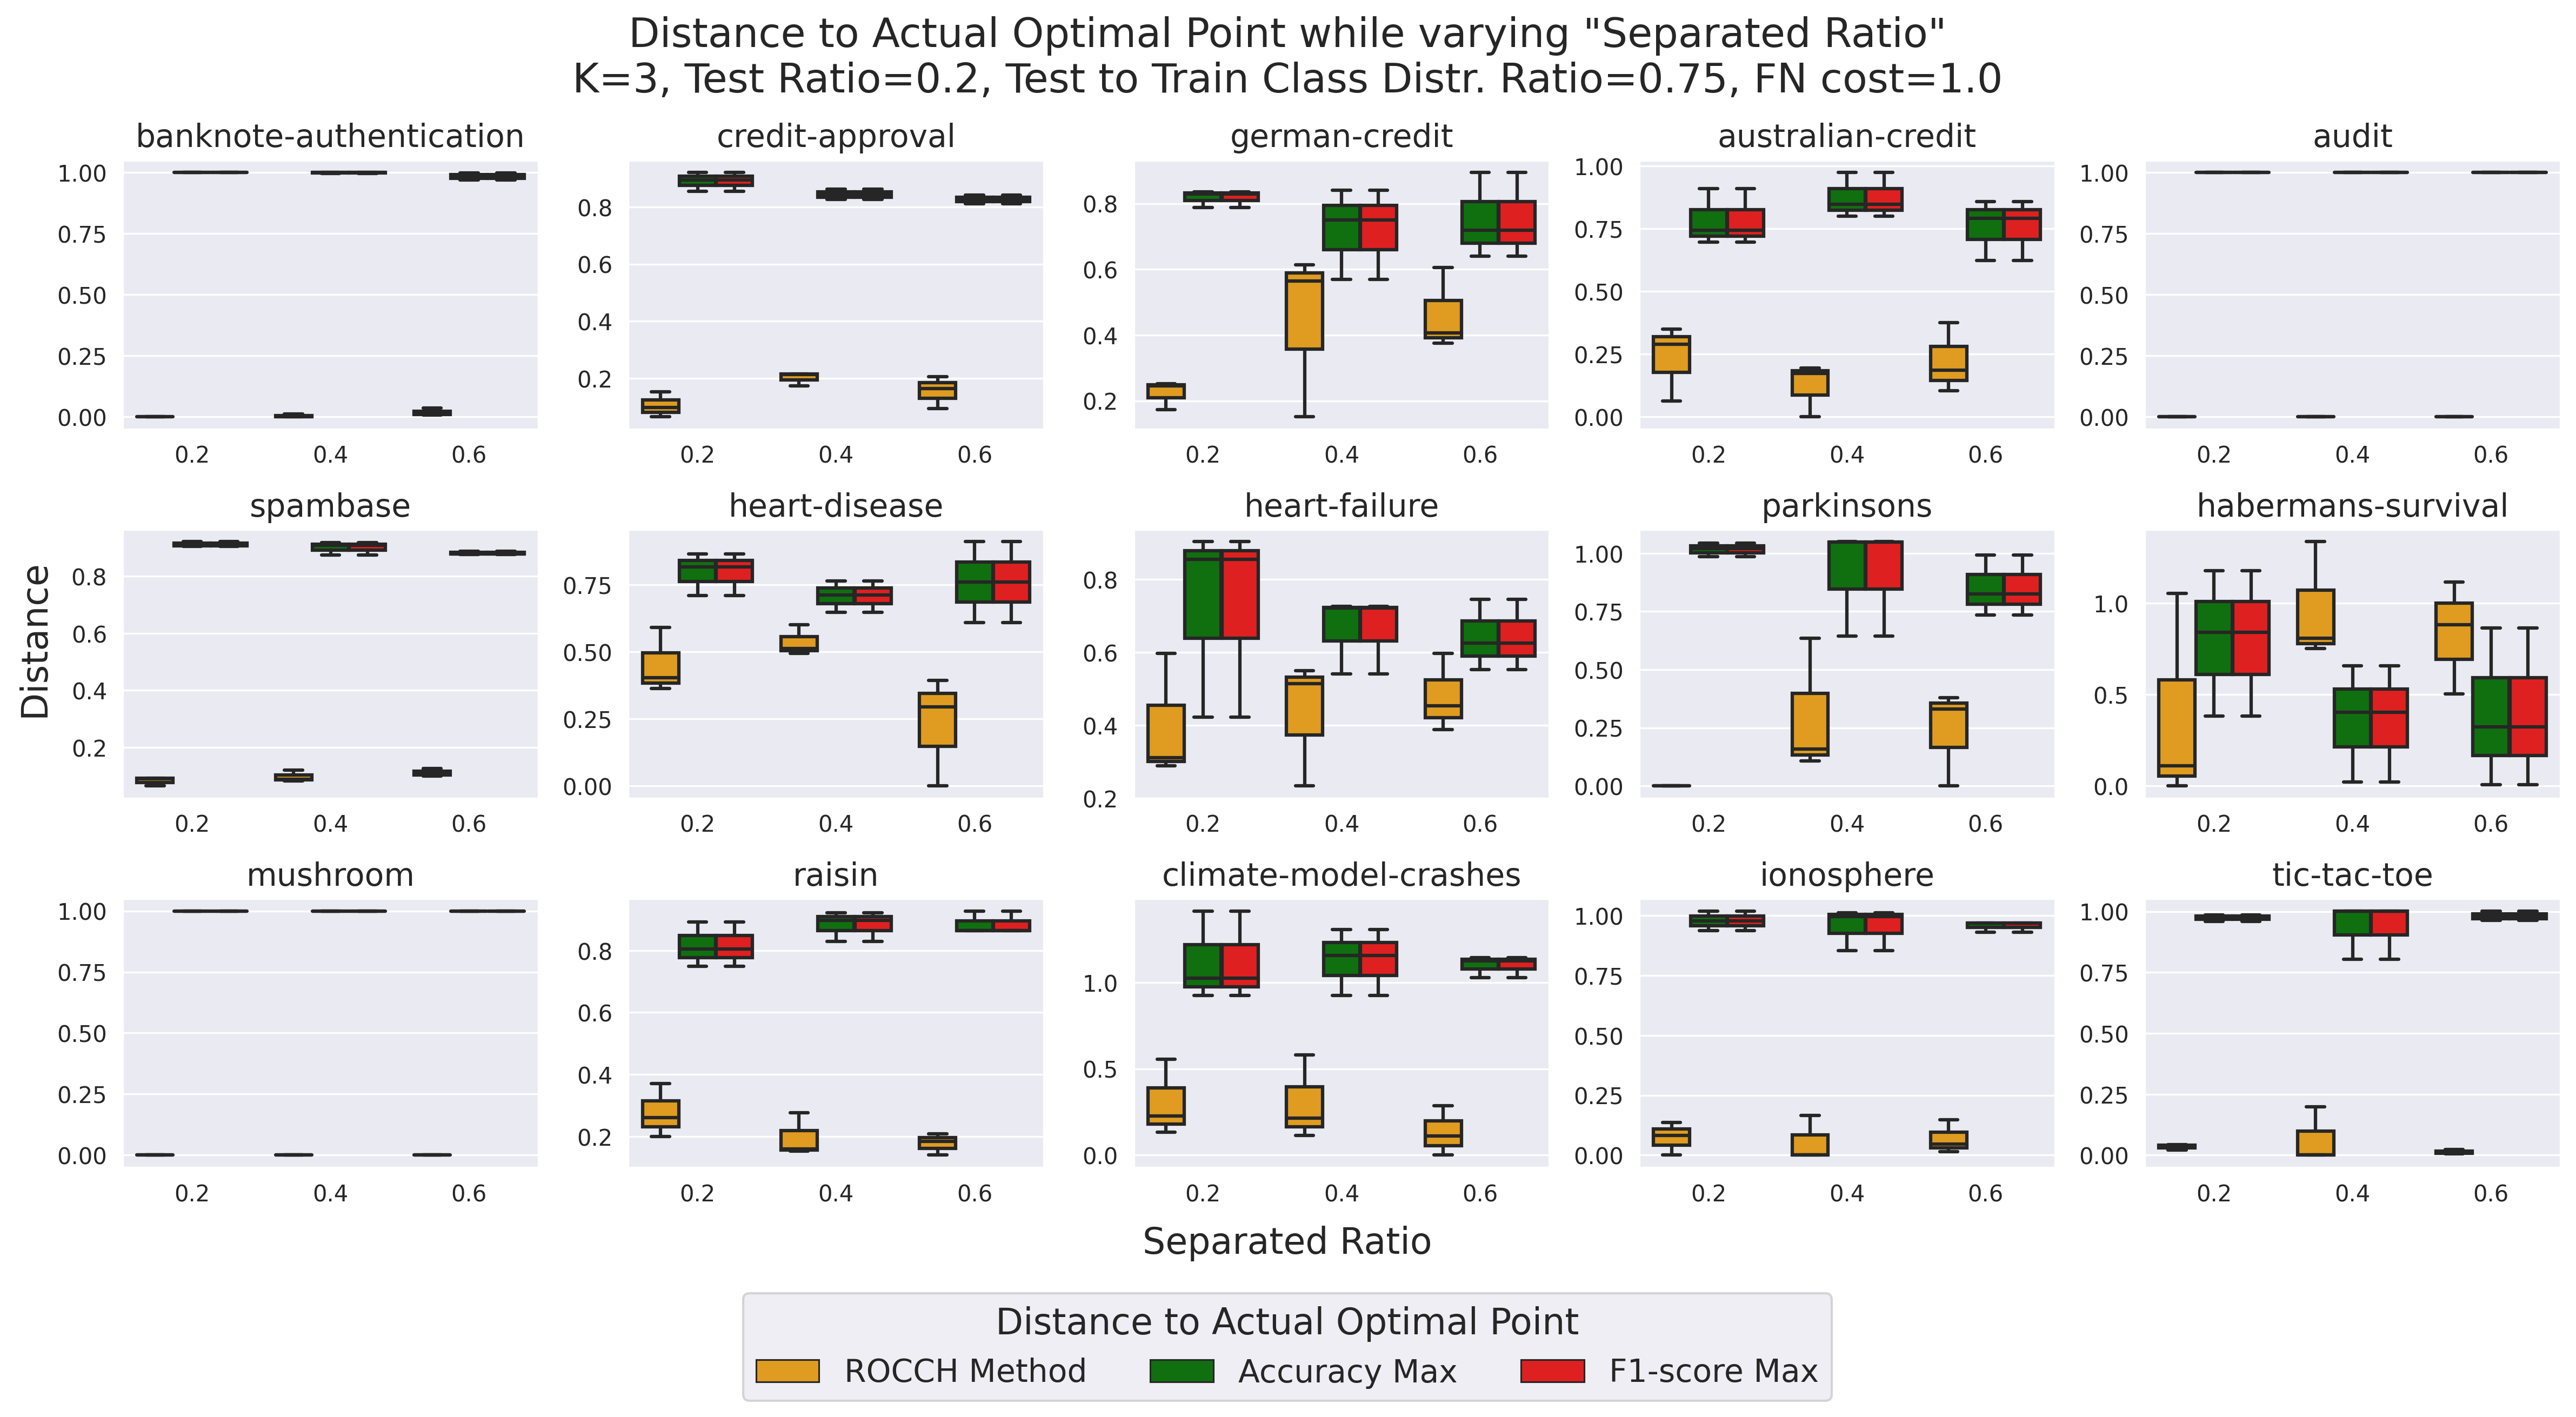 Distance to Actual Optimal Point while varying "Separated Ratio"
K=3, Test Ratio=0.2, Test to Train Class Distr. Ratio=0.75, FN cost=1.0
banknote-authentication
1.00
0.75
0.50
0.25
0.00
0.2 0.4 0.6
credit-approval
0.8
0.6
0.4
0.2
0.2 0.4 0.6
german-credit
0.8
0.6
0.4
0.2
0.2 0.4 0.6
australian-credit
1.00
0.75
0.50
0.25
0.00
0.2 0.4 0.6
audit
1.00
0.75
0.50
0.25
0.00
0.2 0.4 0.6
Distance
spambase
0.8
0.6
0.4
0.2
0.2 0.4 0.6
heart-disease
0.75
0.50
0.25
0.00
0.2 0.4 0.6
heart-failure
0.8
0.6
0.4
0.2
0.2 0.4 0.6
parkinsons
1.00
0.75
0.50
0.25
0.00
0.2 0.4 0.6
habermans-survival
1.0
0.5
0.0
0.2 0.4 0.6
mushroom
1.00
0.75
0.50
0.25
0.00
0.2 0.4 0.6
raisin
0.8
0.6
0.4
0.2
0.2 0.4 0.6
climate-model-crashes
1.0
0.5
0.0
0.2 0.4 0.6
ionosphere
1.00
0.75
0.50
0.25
0.00
0.2 0.4 0.6
tic-tac-toe
1.00
0.75
0.50
0.25
0.00
0.2 0.4 0.6
Separated Ratio
Distance to Actual Optimal Point
ROCCH Method Accuracy Max F1-score Max